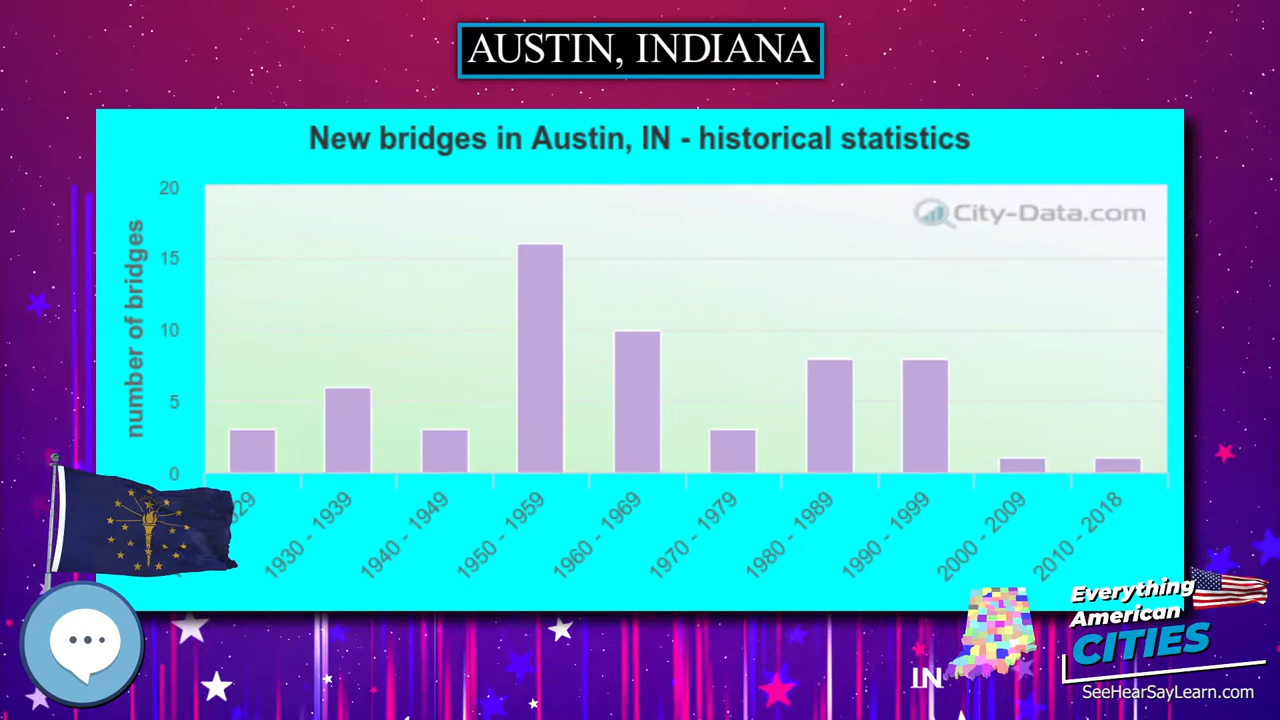 AUSTIN, INDIANA
New bridges in Austin, IN - historical statistics
City-Data.com
number of bridges
20
15
10
5
0
1930 - 1939
1940 - 1949
1950 - 1959
1960 - 1969
1970 - 1979
1980 - 1989
1990 - 1999
2000 - 2009
2010 - 2018
Everything
American
CITIES
IN
SeeHearSayLearn.com